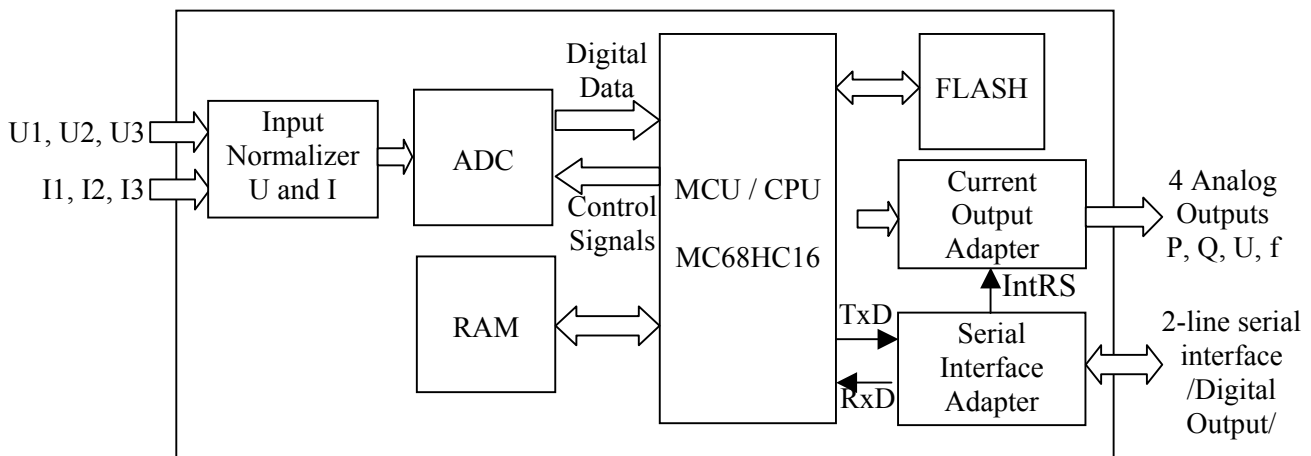 U1, U2, U3
I1, I2, I3
Input
Normalizer
U and I
ADC
Digital
Data
Control
Signals
RAM
MCU / CPU
MC68HC16
FLASH
Current
Output
Adapter
4 Analog
Outputs
P, Q, U, f
IntRS
TxD
RxD
Serial
Interface
Adapter
2-line serial
interface
/Digital
Output/